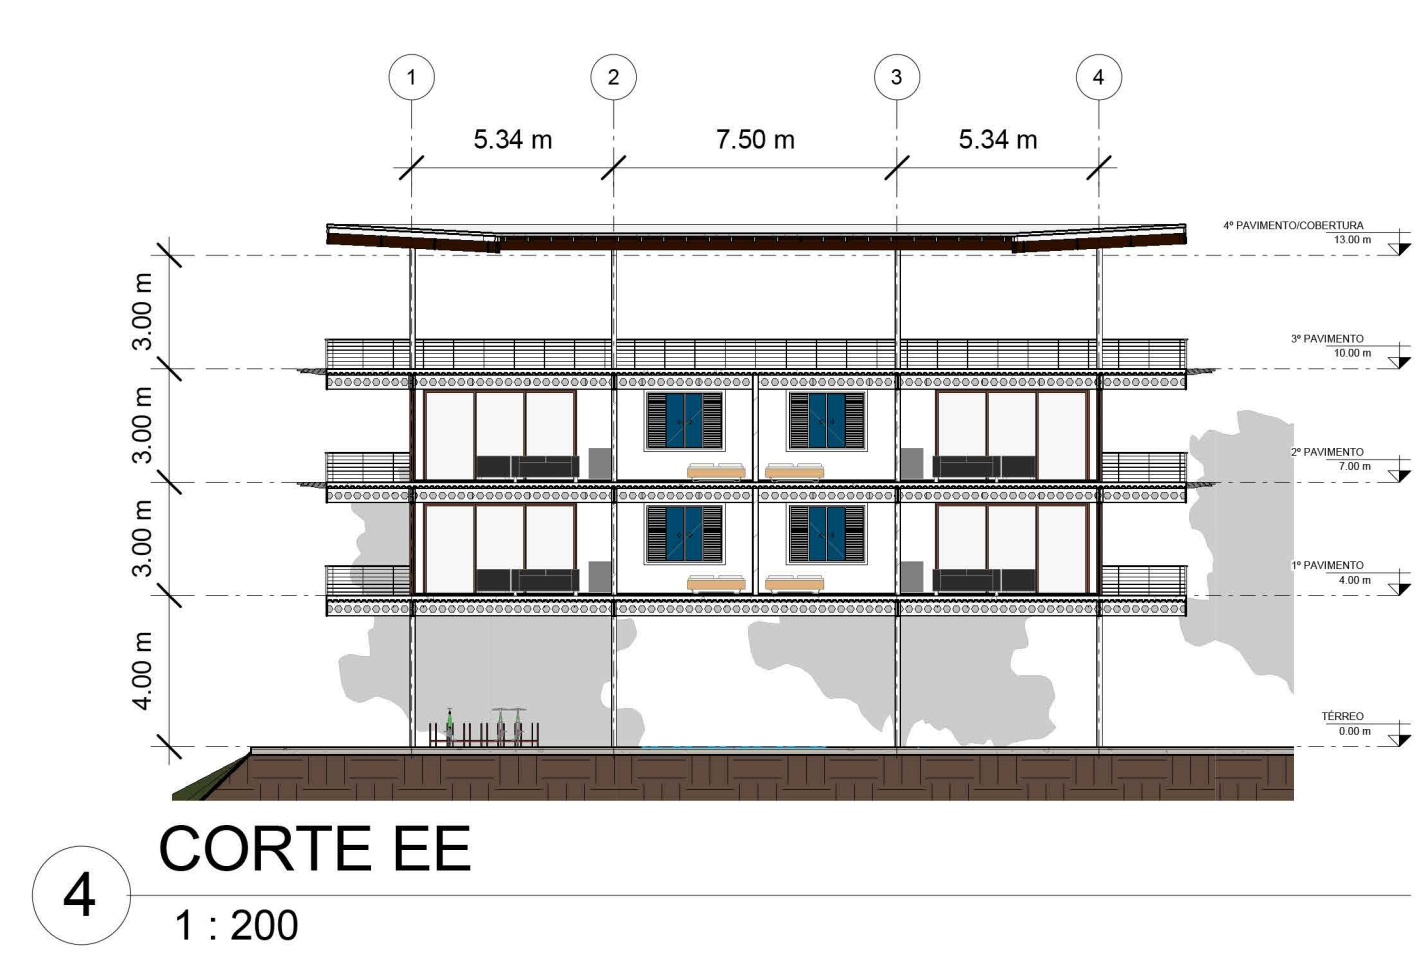 1 2 3 4
5.34 m 7.50 m 5.34 m
4º PAVIMENTO/COBERTURA
13.00 m
3.00 m
3º PAVIMENTO
10.00 m
3.00 m
2º PAVIMENTO
7.00 m
3.00 m
1º PAVIMENTO
4.00 m
4.00 m
TÉRREO
0.00 m
4
CORTE EE
1 : 200